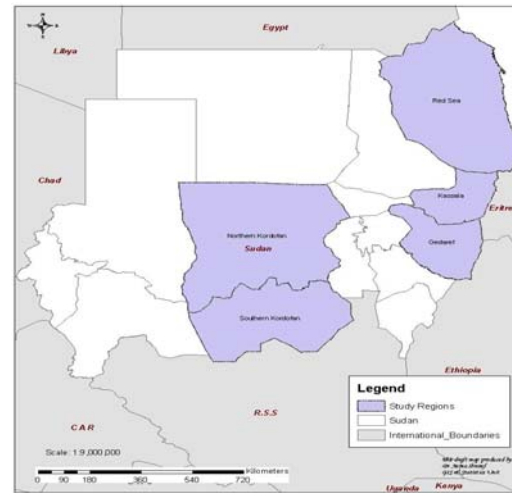 Egypt
Libya
Red Sea
Chad
Kassala
Eritre
Northern Kordofan
Sudan
Gedaref
Southern Kordofan
Ethiopia
Legend
Study Regions
Sudan
International_Boundaries
R.S.S
CAR
Scale : 1:9,000,000
Kilometers
0 90 180 360 540 720
Uganda
Kenya